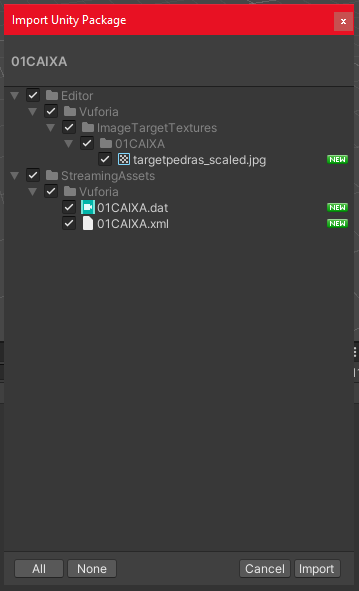 Import Unity Package
x
01CAIXA
Editor
Vuforia
ImageTargetTextures
01CAIXA
targetpedras_scaled.jpg NEW
StreamingAssets
Vuforia
01CAIXA.dat NEW
01CAIXA.xml NEW
All None Cancel Import